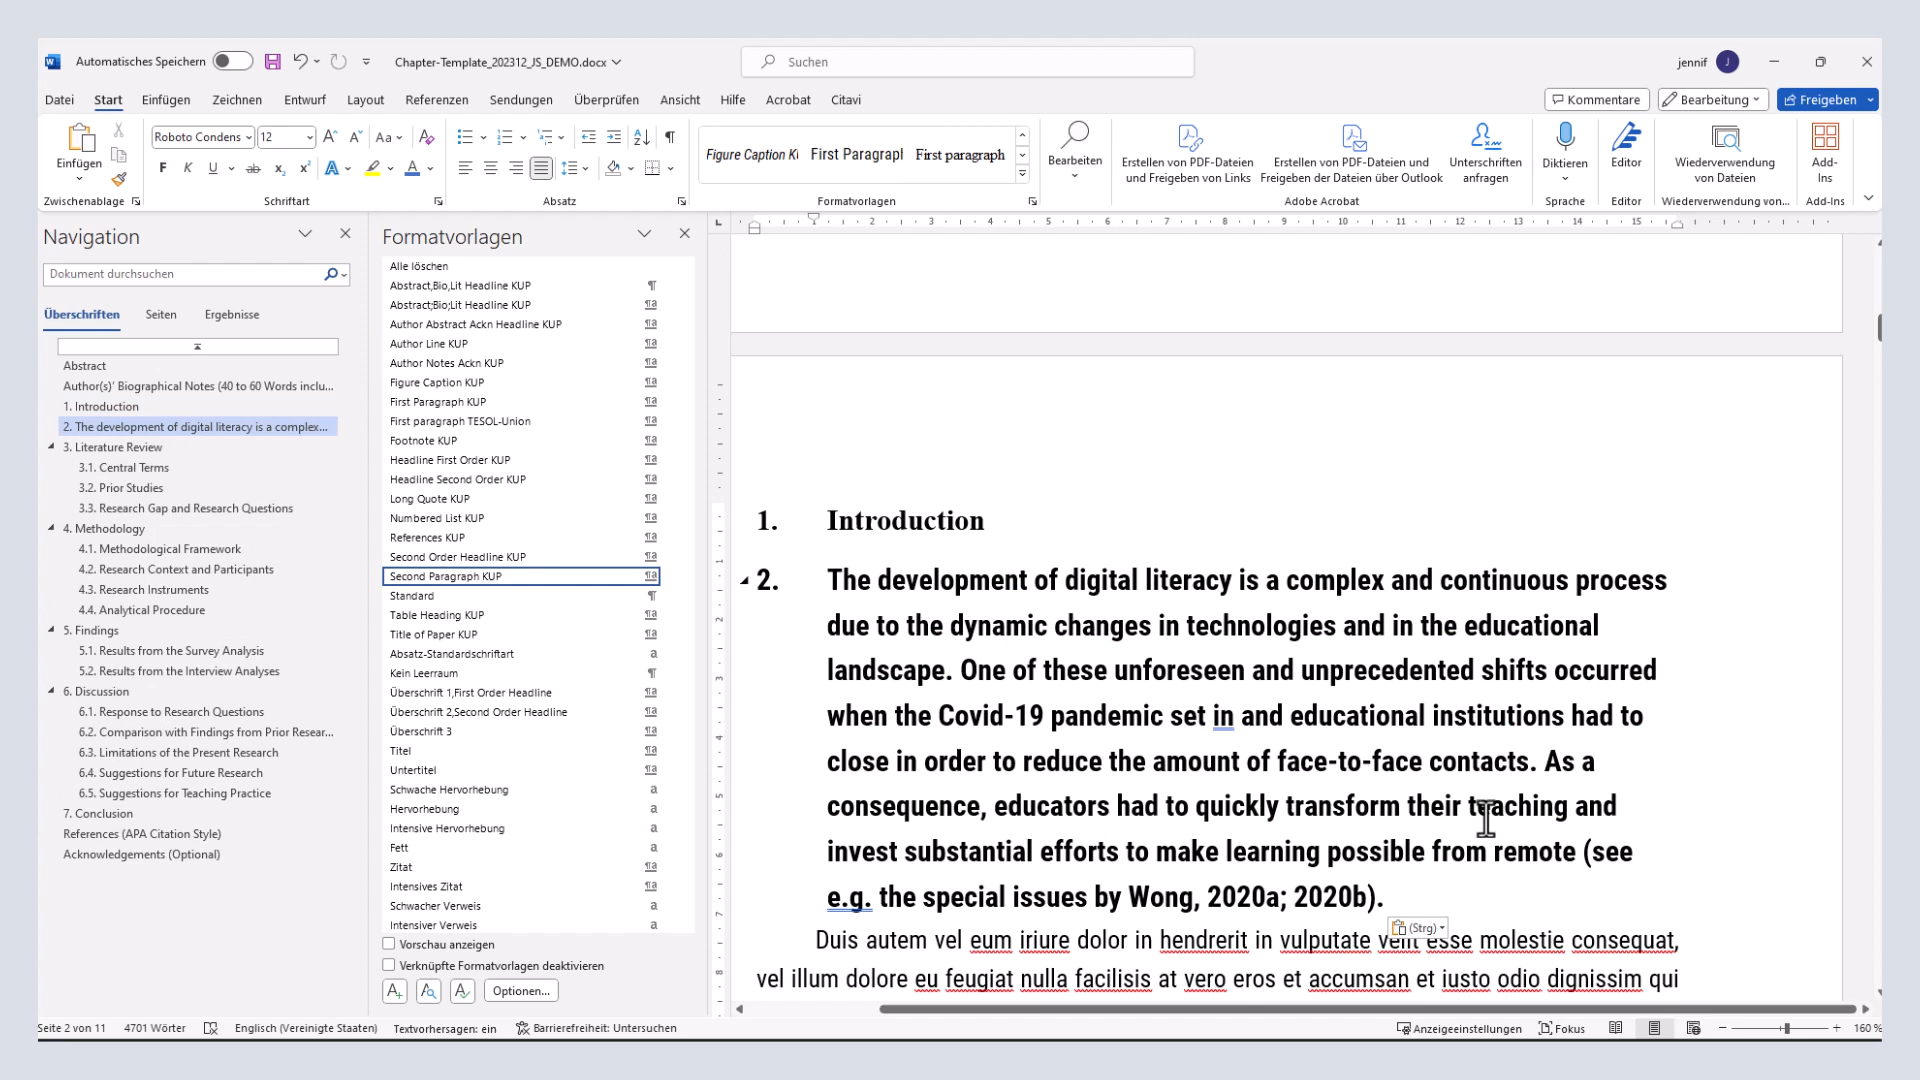 Automatisches Speichern
Chapter-Template_202312_JS_DEMO.docx
Suchen
jennif
J
Datei
Start
Einfügen
Zeichnen
Entwurf
Layout
Referenzen
Sendungen
Überprüfen
Ansicht
Hilfe
Acrobat
Citavi
Kommentare
Bearbeitung
Freigeben
Einfügen
Roboto Condens
12
Zwischenablage
Schriftart
Absatz
Figure Caption K
First Paragrapl
First paragraph
Formatvorlagen
Bearbeiten
Erstellen von PDF-Dateien
und Freigeben von Links
Erstellen von PDF-Dateien und
Freigeben der Dateien über Outlook
Unterschriften
anfragen
Adobe Acrobat
Diktieren
Sprache
Editor
Editor
Wiederverwendung
von Dateien
Wiederverwendung von...
Add-
Ins
Add-Ins
Navigation
Dokument durchsuchen
Überschriften
Seiten
Ergebnisse
Abstract
Author(s)' Biographical Notes (40 to 60 Words inclu...
1. Introduction
2. The development of digital literacy is a complex...
3. Literature Review
3.1. Central Terms
3.2. Prior Studies
3.3. Research Gap and Research Questions
4. Methodology
4.1. Methodological Framework
4.2. Research Context and Participants
4.3. Research Instruments
4.4. Analytical Procedure
5. Findings
5.1. Results from the Survey Analysis
5.2. Results from the Interview Analyses
6. Discussion
6.1. Response to Research Questions
6.2. Comparison with Findings from Prior Resear...
6.3. Limitations of the Present Research
6.4. Suggestions for Future Research
6.5. Suggestions for Teaching Practice
7. Conclusion
References (APA Citation Style)
Acknowledgements (Optional)
Formatvorlagen
Alle löschen
Abstract,Bio,Lit Headline KUP
Abstract;Bio;Lit Headline KUP
Author Abstract Ackn Headline KUP
Author Line KUP
Author Notes Ackn KUP
Figure Caption KUP
First Paragraph KUP
First paragraph TESOL-Union
Footnote KUP
Headline First Order KUP
Headline Second Order KUP
Long Quote KUP
Numbered List KUP
References KUP
Second Order Headline KUP
Second Paragraph KUP
Standard
Table Heading KUP
Title of Paper KUP
Absatz-Standardschriftart
Kein Leerraum
Überschrift 1,First Order Headline
Überschrift 2,Second Order Headline
Überschrift 3
Titel
Untertitel
Schwache Hervorhebung
Hervorhebung
Intensive Hervorhebung
Fett
Zitat
Intensives Zitat
Schwacher Verweis
Intensiver Verweis
Vorschau anzeigen
Verknüpfte Formatvorlagen deaktivieren
Optionen...
1. Introduction
2. The development of digital literacy is a complex and continuous process
due to the dynamic changes in technologies and in the educational
landscape. One of these unforeseen and unprecedented shifts occurred
when the Covid-19 pandemic set in and educational institutions had to
close in order to reduce the amount of face-to-face contacts. As a
consequence, educators had to quickly transform their teaching and
invest substantial efforts to make learning possible from remote (see
e.g. the special issues by Wong, 2020a; 2020b).
(Strg)
Duis autem vel eum iriure dolor in hendrerit in vulputate velit esse molestie consequat,
vel illum dolore eu feugiat nulla facilisis at vero eros et accumsan et iusto odio dignissim qui
Seite 2 von 11
4701 Wörter
Englisch (Vereinigte Staaten)
Textvorhersagen: ein
Barrierefreiheit: Untersuchen
Anzeigeeinstellungen
Fokus
160 %